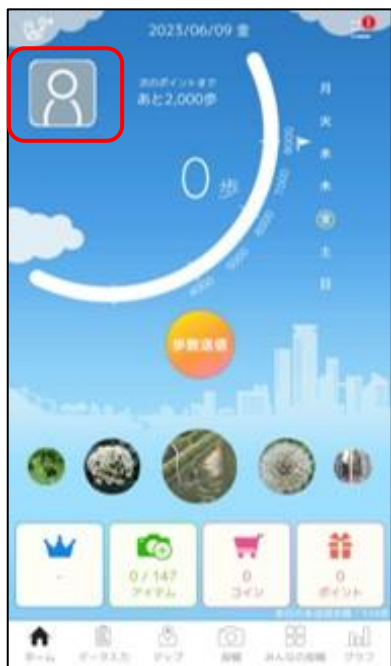 2023/06/09 金
次のポイントまで
あと2,000歩
月
火
水
木
金
土
日
8000
7000
6000
5000
4000
0 歩
歩数送信
-
0 / 147
アイテム
0
コイン
0
ポイント
ホーム
データ入力
マップ
投稿
みんなの投稿
グラフ